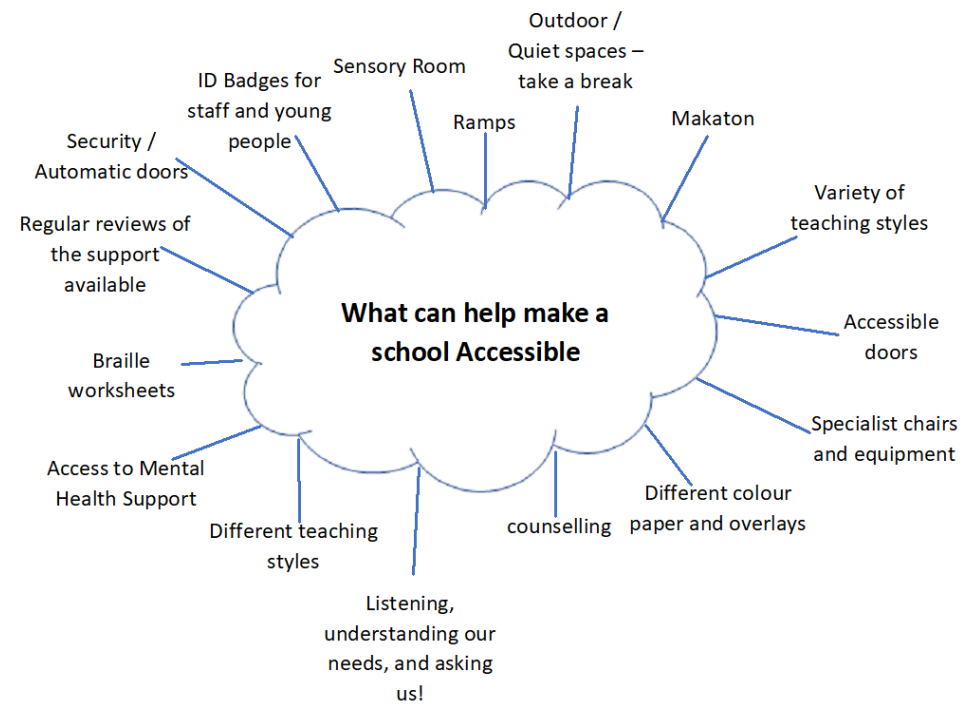 What can help make a
school Accessible
Outdoor /
Quiet spaces –
take a break
Makaton
Variety of
teaching styles
Accessible
doors
Specialist chairs
and equipment
Different colour
paper and overlays
counselling
Listening,
understanding our
needs, and asking
us!
Different teaching
styles
Access to Mental
Health Support
Braille
worksheets
Regular reviews of
the support
available
Security /
Automatic doors
ID Badges for
staff and young
people
Sensory Room
Ramps